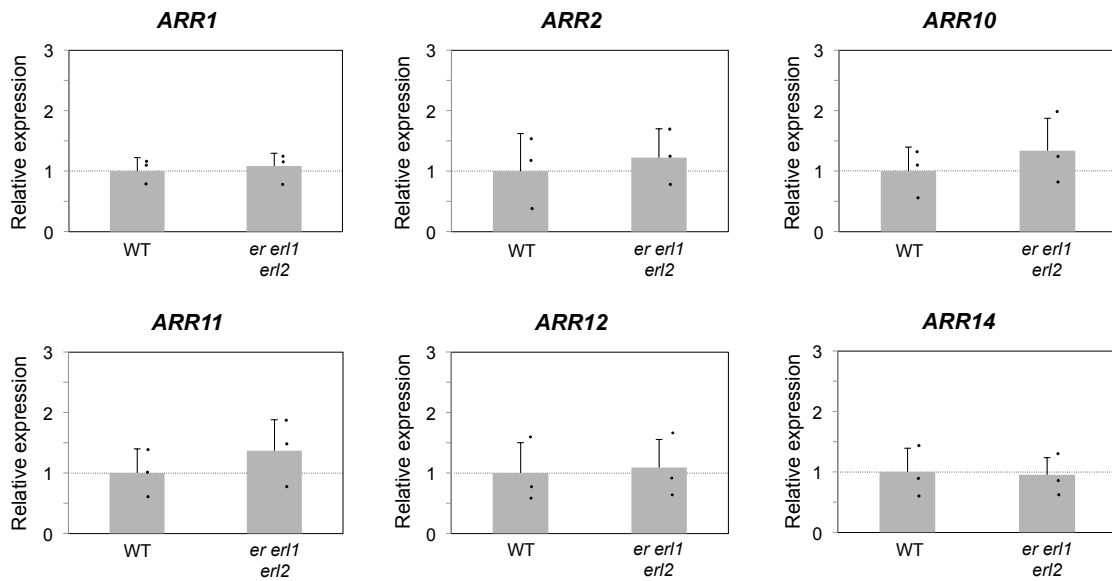 ARR1 ARR2 ARR10
Relative expression
3
2
1
0
WT
er erl1
erl2
Relative expression
3
2
1
0
WT
er erl1
erl2
Relative expression
3
2
1
0
WT
er erl1
erl2
ARR11 ARR12 ARR14
Relative expression
3
2
1
0
WT
er erl1
erl2
Relative expression
3
2
1
0
WT
er erl1
erl2
Relative expression
3
2
1
0
WT
er erl1
erl2